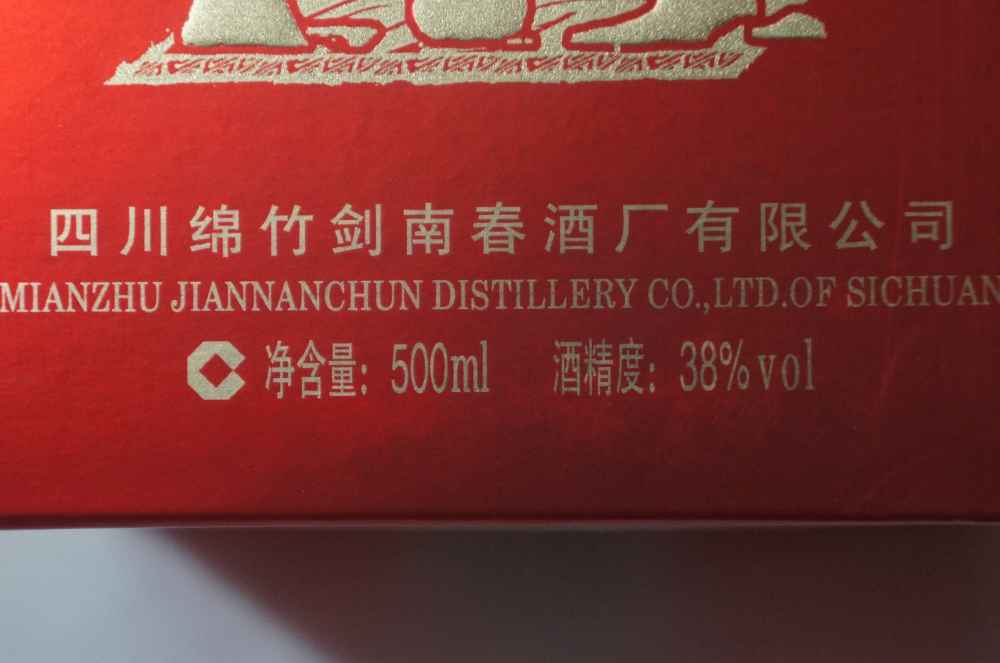 四川绵竹剑南春酒厂有限公司
MIANZHU JIANNANCHUN DISTILLERY CO.,LTD.OF SICHUAN
净含量：500ml 酒精度：38%vol